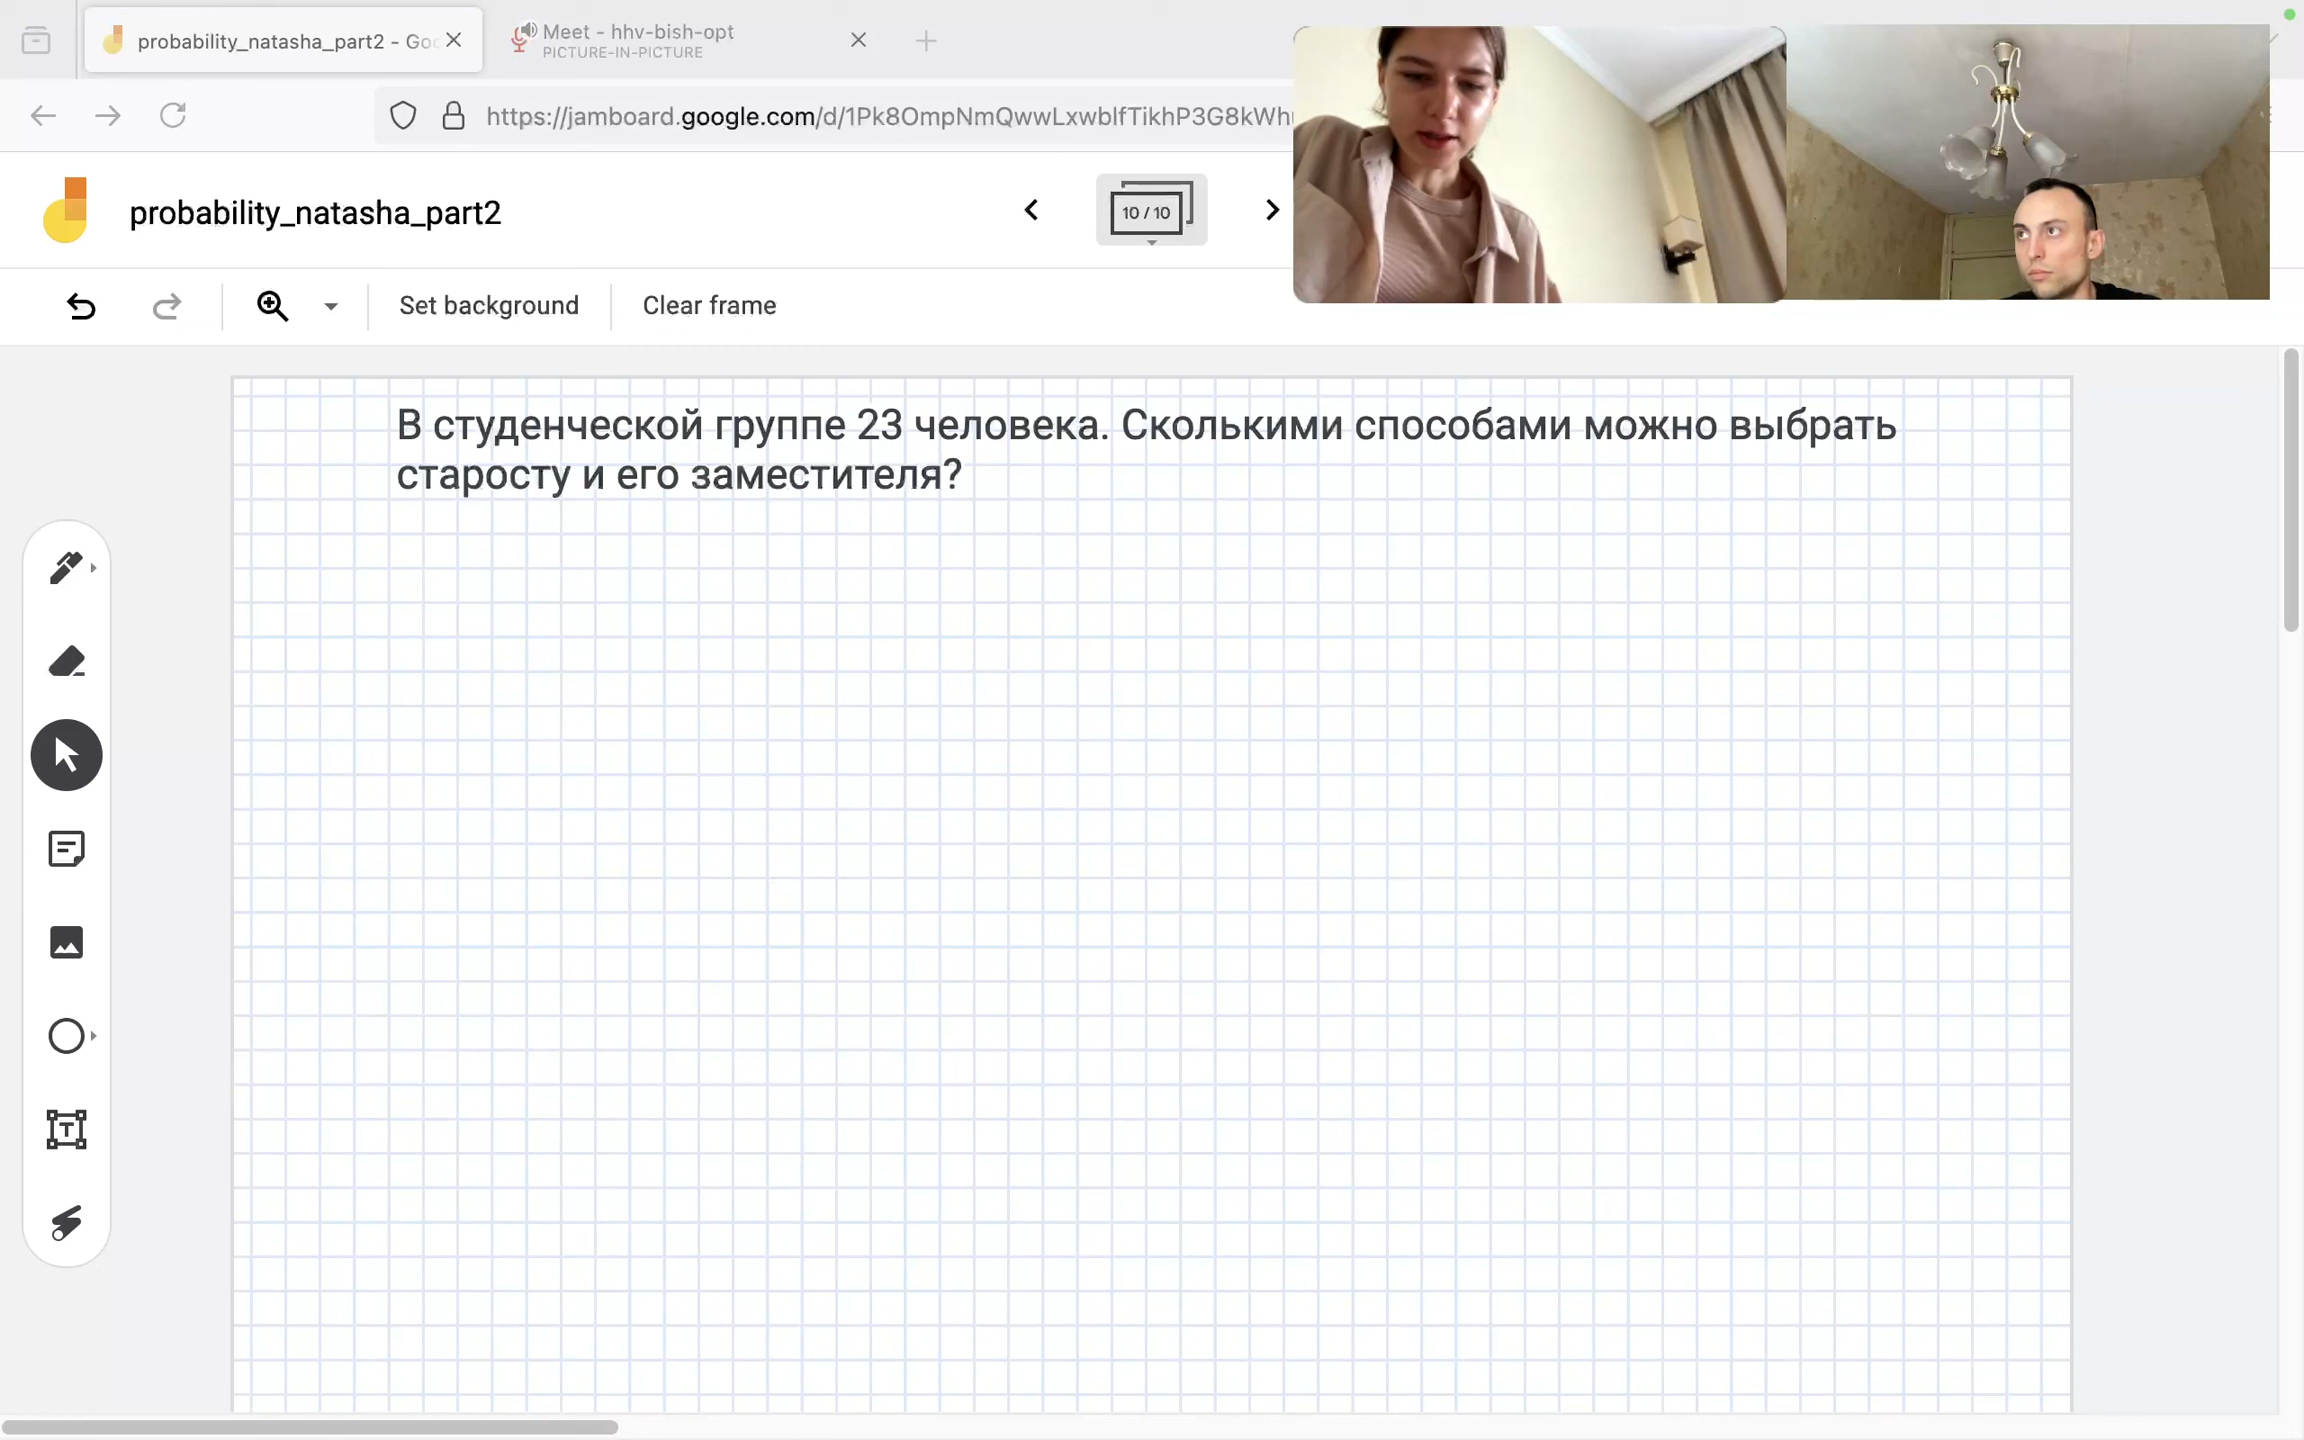 probability_natasha_part2 - Goo
Meet - hhv-bish-opt
PICTURE-IN-PICTURE
https://jamboard.google.com/d/1Pk8OmpNmQwwLxwblfTikhP3G8kWh
probability_natasha_part2
10 / 10
Set background
Clear frame
В студенческой группе 23 человека. Сколькими способами можно выбрать
старосту и его заместителя?